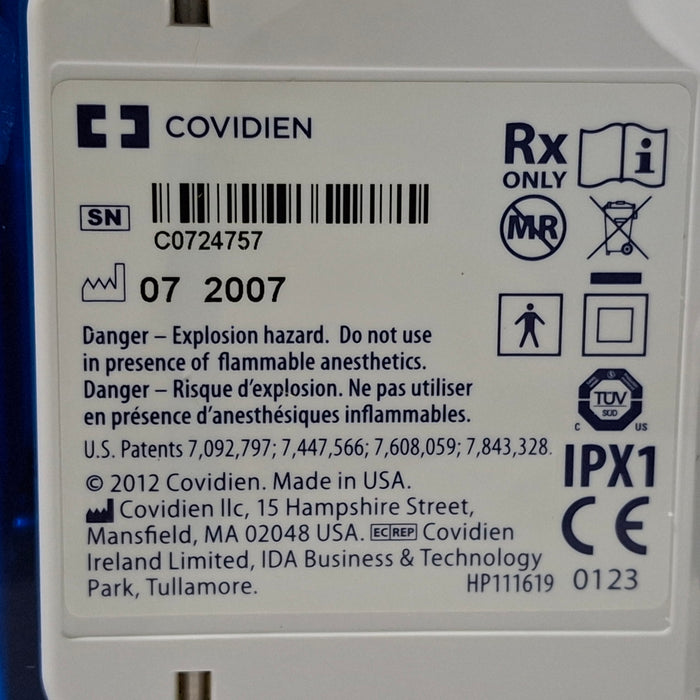 COVIDIEN
SN
C0724757
07 2007
Danger – Explosion hazard. Do not use
in presence of flammable anesthetics.
Danger – Risque d'explosion. Ne pas utiliser
en présence d'anesthésiques inflammables.
U.S. Patents 7,092,797; 7,447,566; 7,608,059; 7,843,328.
© 2012 Covidien. Made in USA.
Covidien llc, 15 Hampshire Street,
Mansfield, MA 02048 USA. EC REP Covidien
Ireland Limited, IDA Business & Technology
Park, Tullamore.
HP111619
Rx
ONLY
i
MR
TÜV
SÜD
C US
IPX1
CE
0123